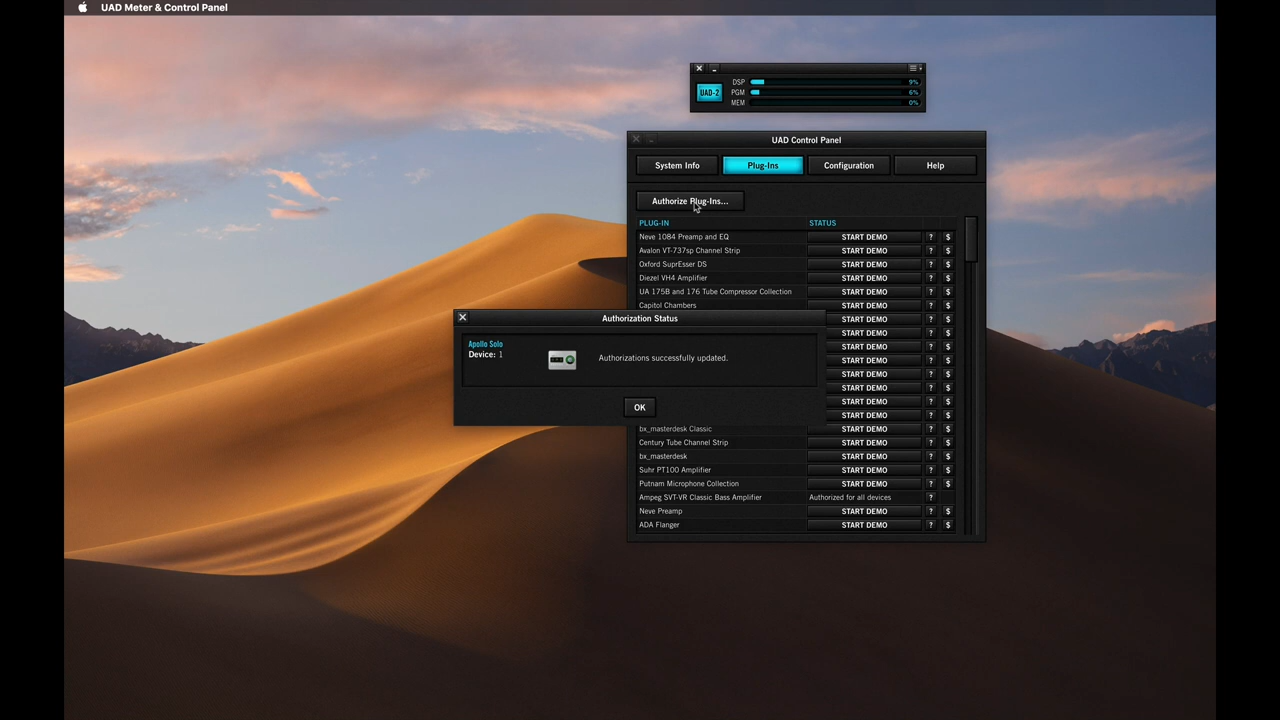 UAD Meter & Control Panel
UAD-2
DSP 9%
PGM 6%
MEM 0%
UAD Control Panel
System Info Plug-Ins Configuration Help
Authorize Plug-Ins...
PLUG-IN STATUS
Neve 1084 Preamp and EQ START DEMO ? $
Avalon VT-737sp Channel Strip START DEMO ? $
Oxford SuprEsser DS START DEMO ? $
Diezel VH4 Amplifier START DEMO ? $
UA 175B and 176 Tube Compressor Collection START DEMO ? $
Capitol Chambers START DEMO ? $
START DEMO ? $
START DEMO ? $
START DEMO ? $
START DEMO ? $
START DEMO ? $
START DEMO ? $
START DEMO ? $
START DEMO ? $
Authorization Status
Apollo Solo
Device: 1
Authorizations successfully updated.
OK
bx_masterdesk Classic START DEMO ? $
Century Tube Channel Strip START DEMO ? $
bx_masterdesk START DEMO ? $
Suhr PT100 Amplifier START DEMO ? $
Putnam Microphone Collection START DEMO ? $
Ampeg SVT-VR Classic Bass Amplifier Authorized for all devices ?
Neve Preamp START DEMO ? $
ADA Flanger START DEMO ? $